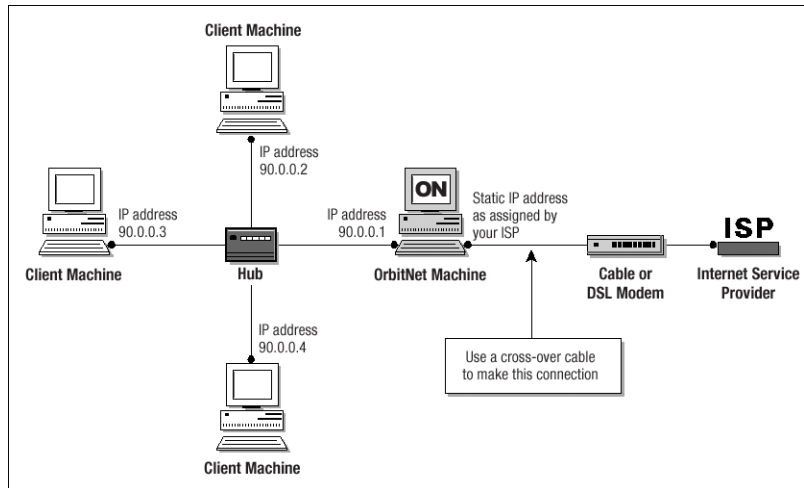 Client Machine
IP address
90.0.0.2
IP address
90.0.0.3
Client Machine
Hub
IP address
90.0.0.1
ON
OrbitNet Machine
Static IP address
as assigned by
your ISP
Cable or
DSL Modem
ISP
Internet Service
Provider
IP address
90.0.0.4
Client Machine
Use a cross-over cable
to make this connection